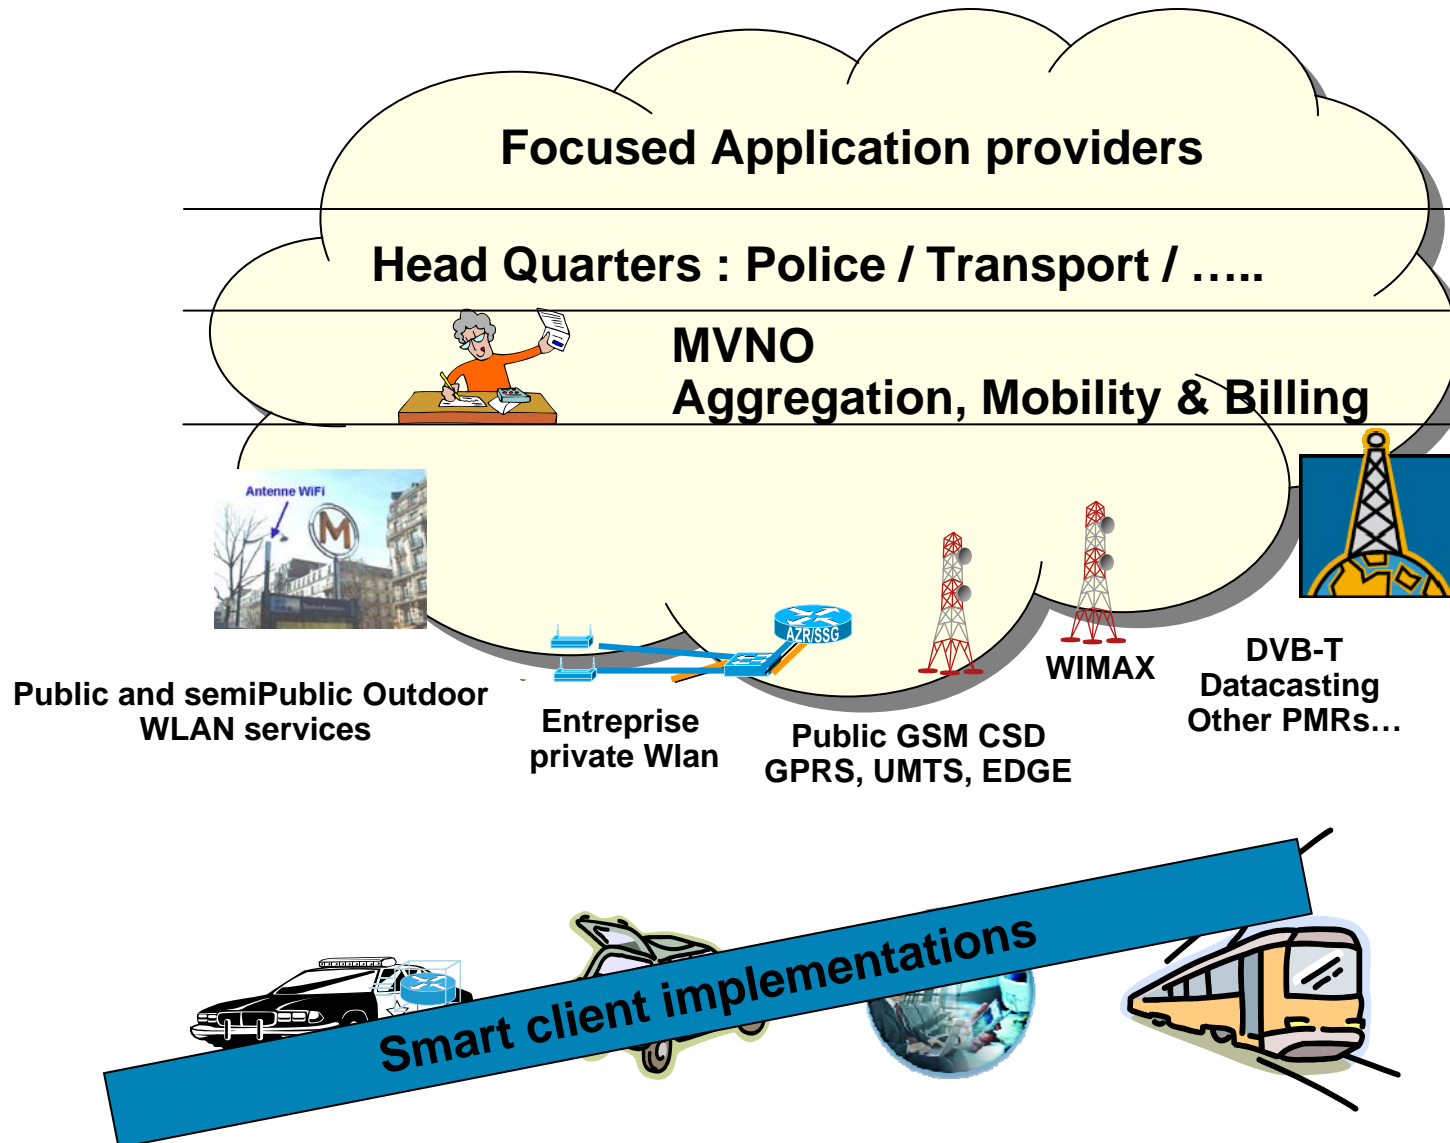 Focused Application providers
Head Quarters : Police / Transport / …..
MVNO
Aggregation, Mobility & Billing
Antenne WiFi
M
AZR/SSG
Public and semiPublic Outdoor
WLAN services
Entreprise
private Wlan
Public GSM CSD
GPRS, UMTS, EDGE
WIMAX
DVB-T
Datacasting
Other PMRs…
Smart client implementations